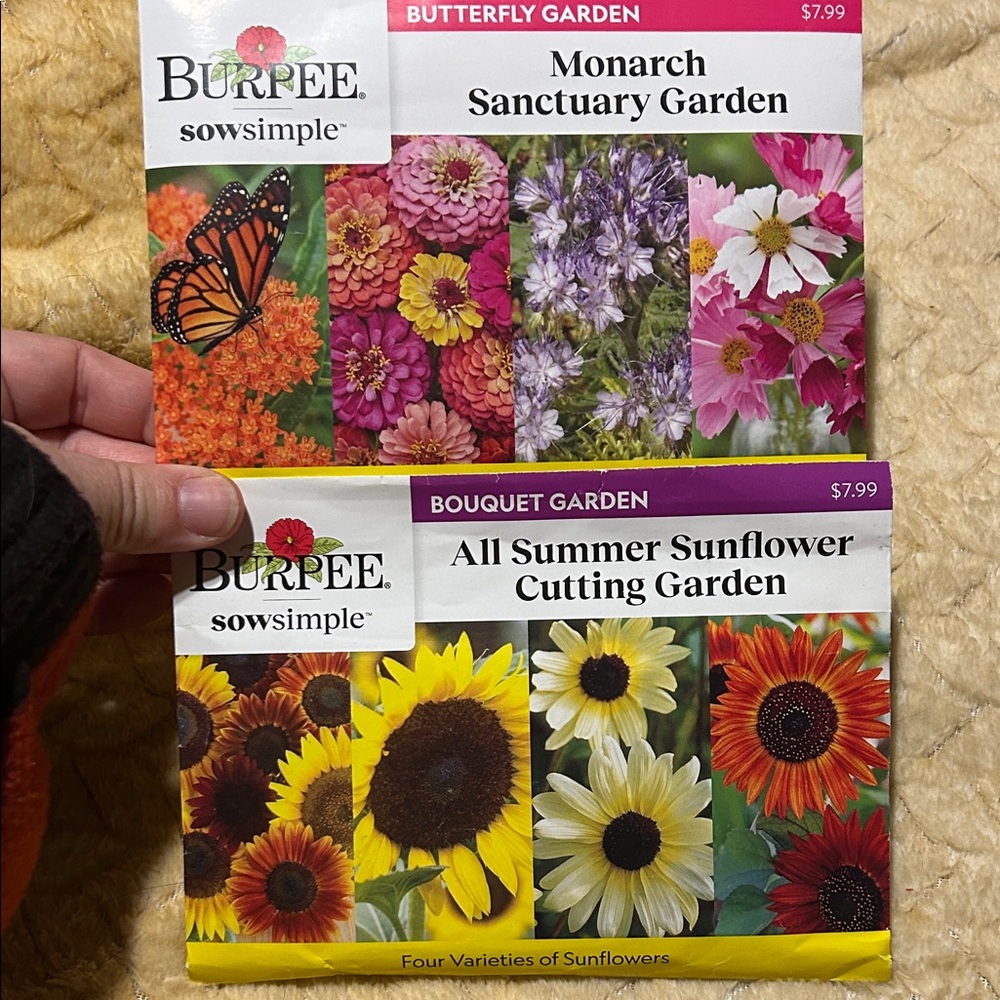 BUTTERFLY GARDEN $7.99
BURPEE®
sowsimple™
Monarch
Sanctuary Garden
BOUQUET GARDEN $7.99
BURPEE®
sowsimple™
All Summer Sunflower
Cutting Garden
Four Varieties of Sunflowers